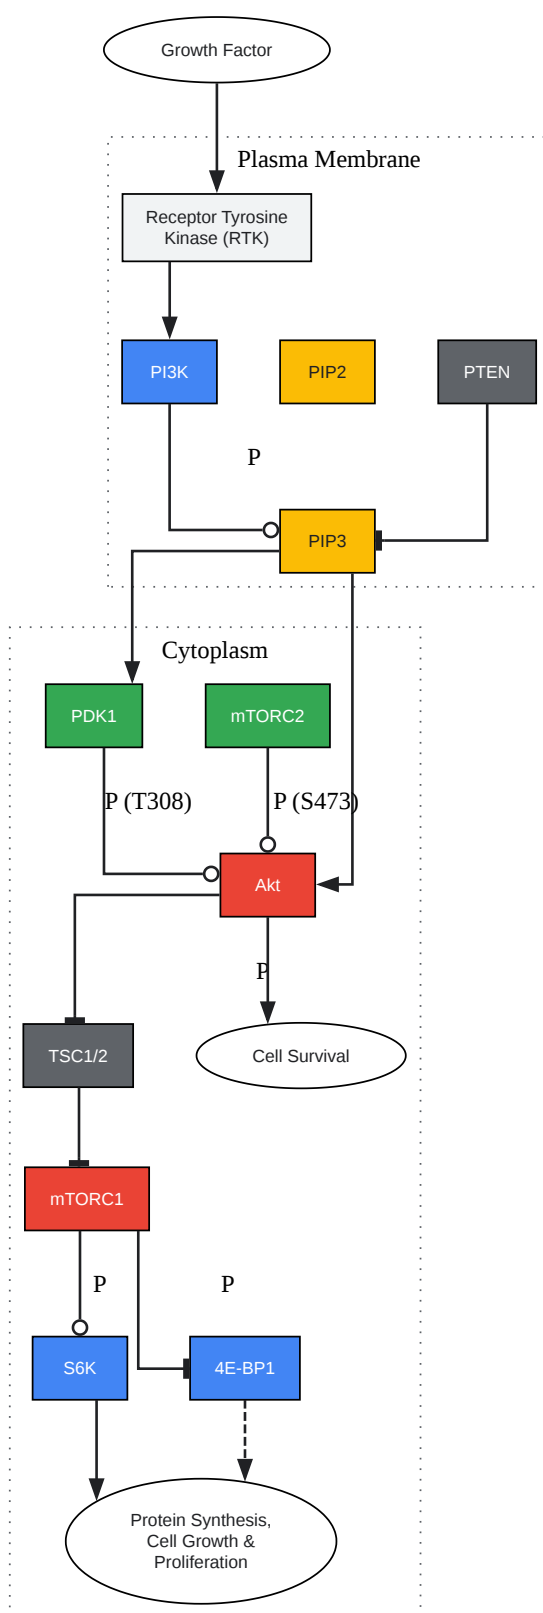 Growth Factor
Plasma Membrane
Receptor Tyrosine
Kinase (RTK)
PI3K
PIP2
PTEN
P
PIP3
Cytoplasm
PDK1
mTORC2
P (T308)
P (S473)
Akt
P
TSC1/2
Cell Survival
mTORC1
P
P
S6K
4E-BP1
Protein Synthesis,
Cell Growth &
Proliferation